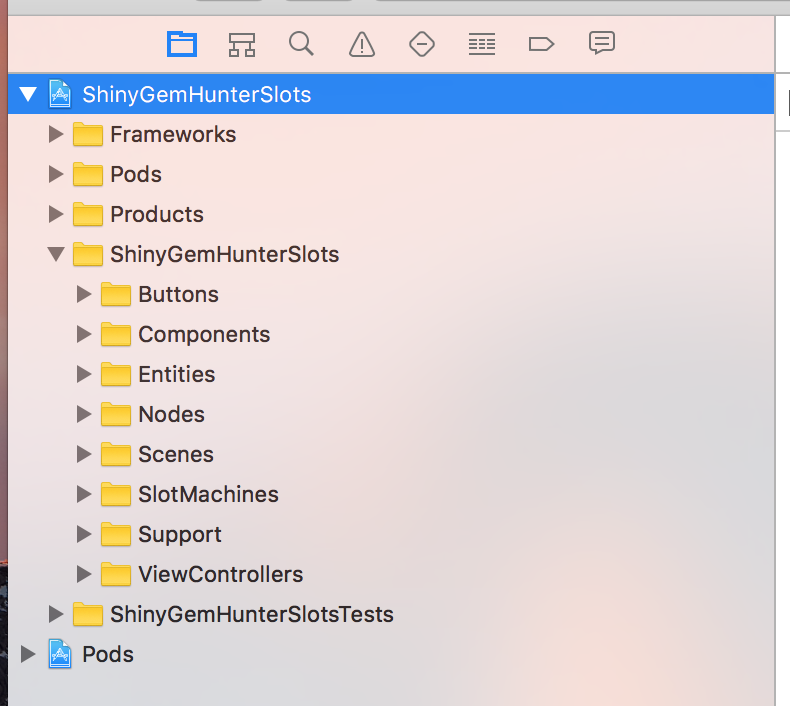 ShinyGemHunterSlots
Frameworks
Pods
Products
ShinyGemHunterSlots
Buttons
Components
Entities
Nodes
Scenes
SlotMachines
Support
ViewControllers
ShinyGemHunterSlotsTests
Pods